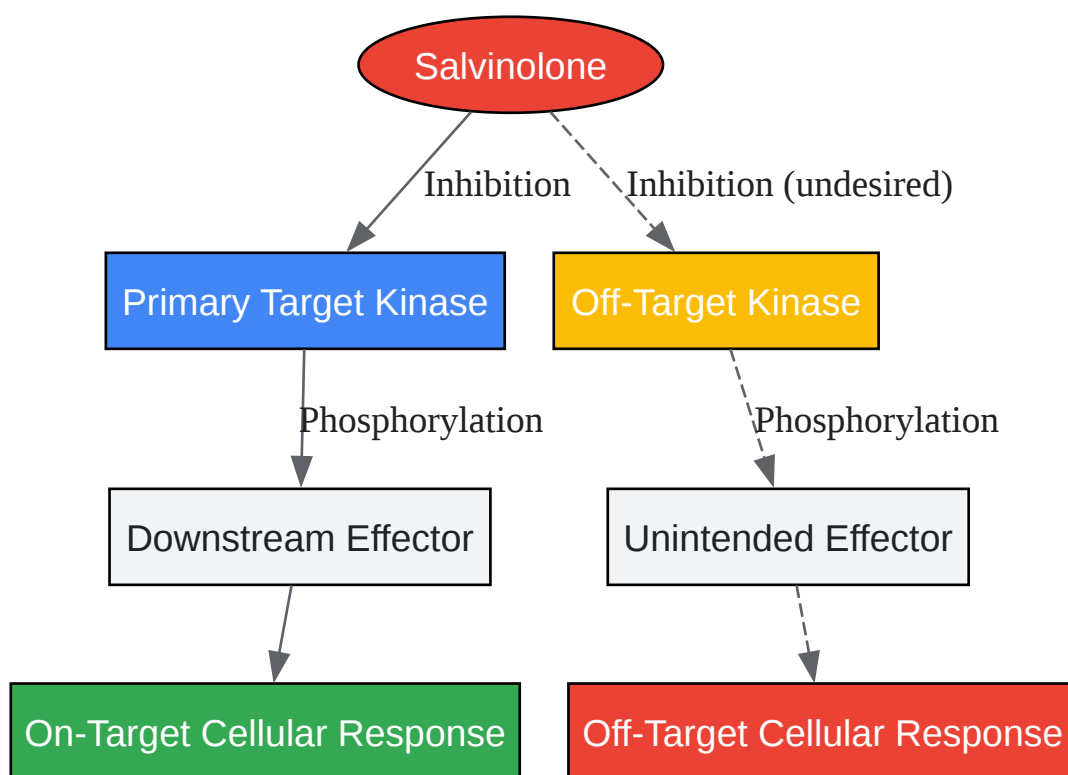 Salvinolone
Inhibition
Inhibition (undesired)
Primary Target Kinase
Off-Target Kinase
Phosphorylation
Phosphorylation
Downstream Effector
Unintended Effector
On-Target Cellular Response
Off-Target Cellular Response